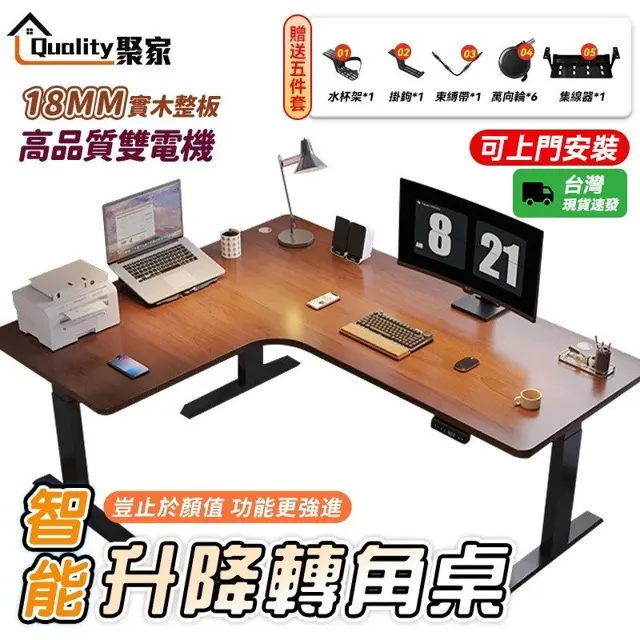 Quality聚家
18MM實木整板
高品質雙電機
贈送五件套
01
02
03
04
05
水杯架*1
掛鉤*1
束縛帶*1
萬向輪*6
集線器*1
可上門安裝
台灣
現貨速發
8
21
豈止於顏值 功能更強進
智能
升降轉角桌